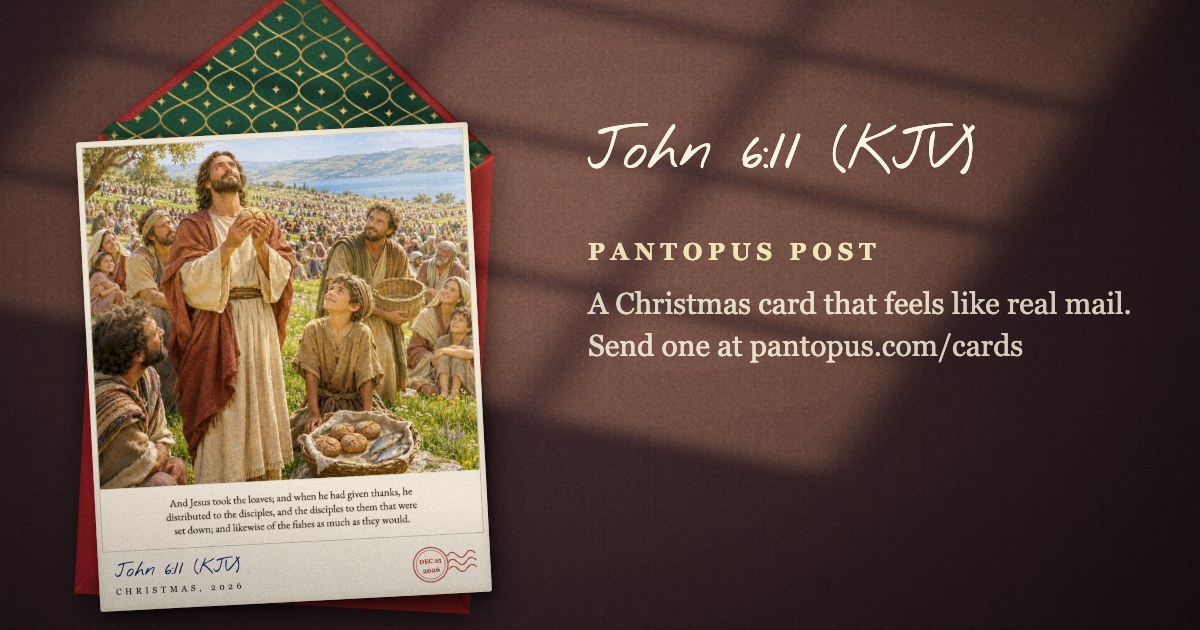 And Jesus took the loaves; and when he had given thanks, he
distributed to the disciples, and the disciples to them that were
set down; and likewise of the fishes as much as they would.
John 6:11 (KJV)
CHRISTMAS, 2026
DEC 25
2026
John 6:11 (KJV)
PANTOPUS POST
A Christmas card that feels like real mail.
Send one at pantopus.com/cards